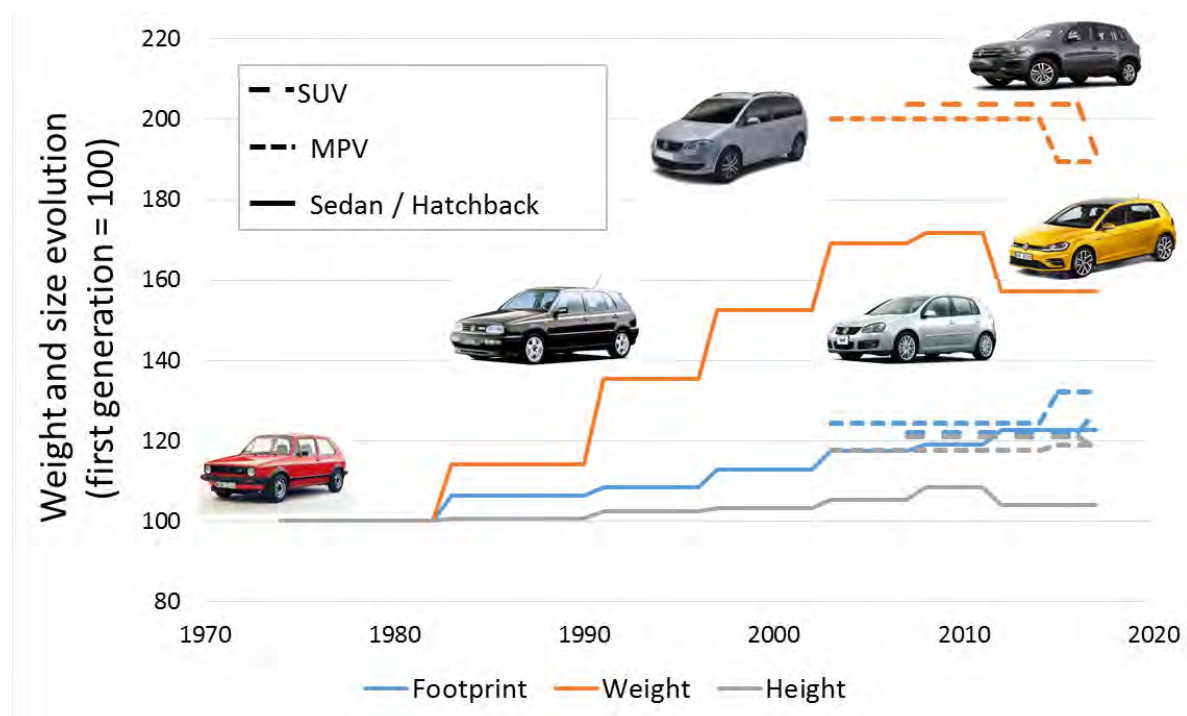 Weight and size evolution
(first generation = 100)
220
200
180
160
140
120
100
80
SUV
MPV
Sedan / Hatchback
1970 1980 1990 2000 2010 2020
Footprint Weight Height